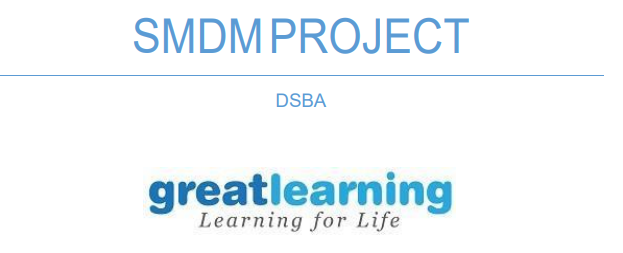 SMDM PROJECT
DSBA
greatlearning
Learning for Life